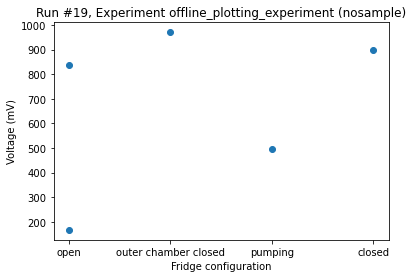 Run #19, Experiment offline_plotting_experiment (nosample)
1000
900
800
700
600
500
400
300
200
Voltage (mV)
open outer chamber closed pumping closed
Fridge configuration